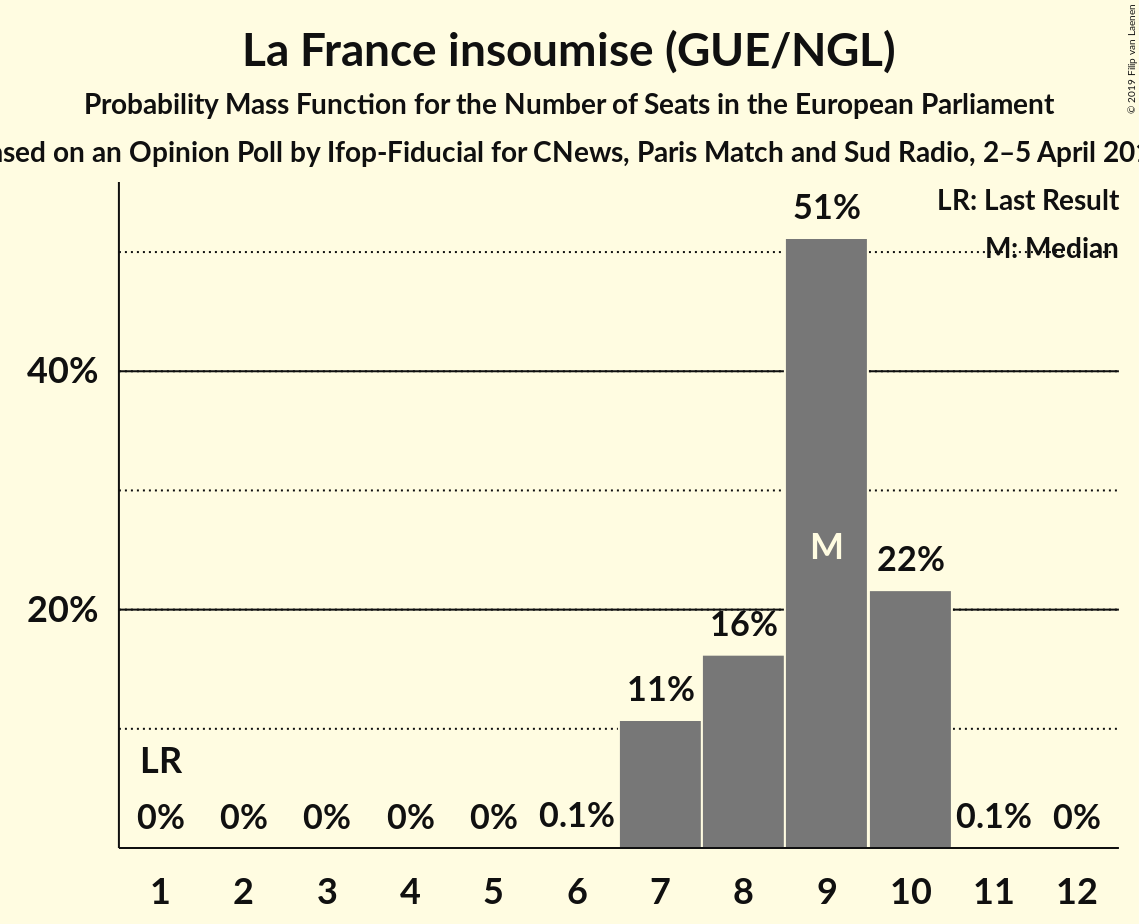 La France insoumise (GUE/NGL)
Probability Mass Function for the Number of Seats in the European Parliament
on an Opinion Poll by Ifop-Fiducial for CNews, Paris Match and Sud Radio, 2–5 April
© 2019 Filip van Laenen
LR: Last Result
M: Median
51%
40%
M
22%
20%
16%
11%
LR
0% 0% 0% 0% 0% 0.1% 0.1% 0%
1 2 3 4 5 6 7 8 9 10 11 12